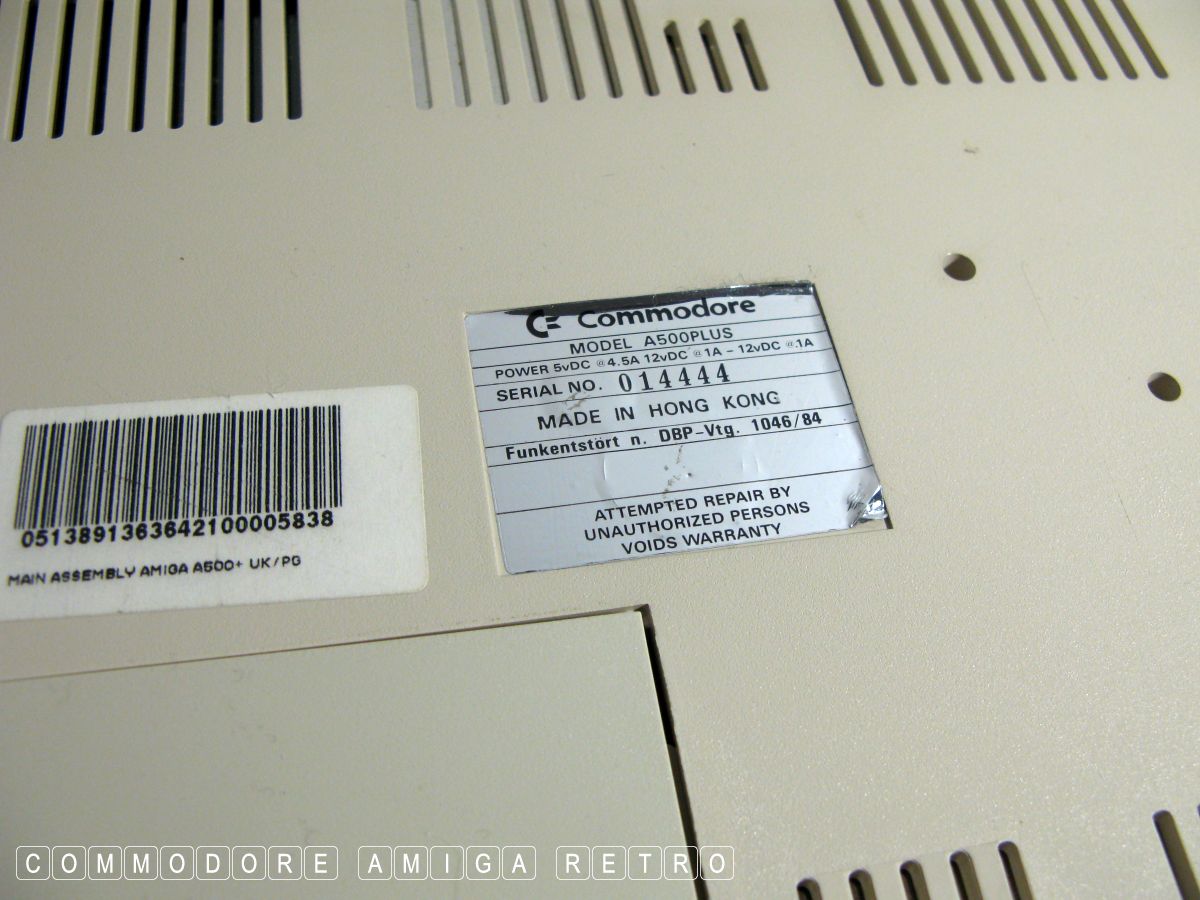 Commodore
MODEL A500PLUS
POWER 5vDC @4.5A 12vDC @1A – 12vDC @.1A
SERIAL NO. 014444
MADE IN HONG KONG
Funkentstört n. DBP–Vtg. 1046/84
ATTEMPTED REPAIR BY
UNAUTHORIZED PERSONS
VOIDS WARRANTY
0513891363642100005838
MAIN ASSEMBLY AMIGA A500+ UK/PG
COMMODORE AMIGA RETRO